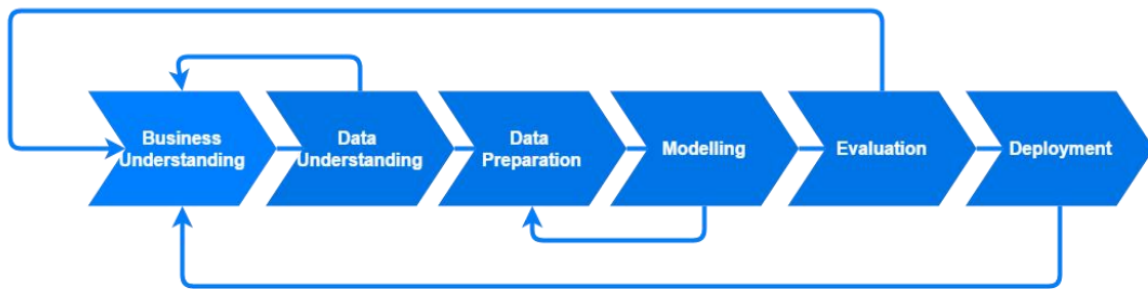 Business
Understanding
Data
Understanding
Data
Preparation
Modelling
Evaluation
Deployment